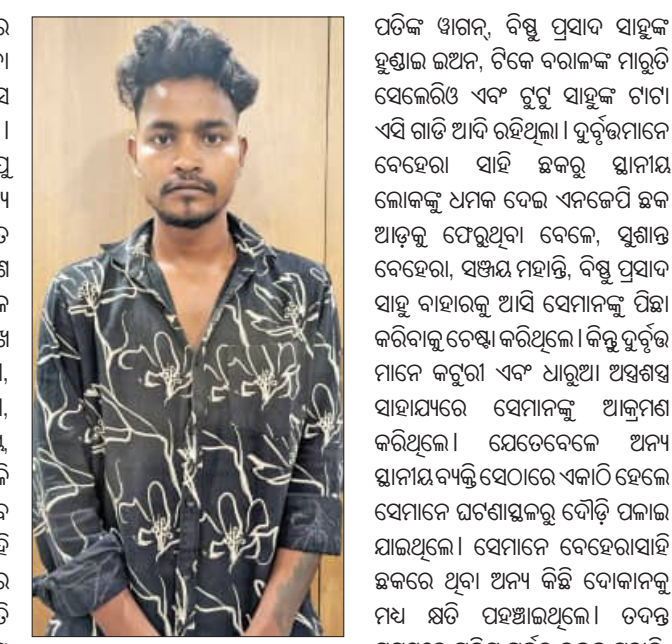 ପତିଙ୍କ ୱାଗନ୍, ବିଷ୍ଣୁ ପ୍ରସାଦ ସାହୁଙ୍କ
ହୁଣ୍ଡାଇ ଇଅନ, ଟିକେ ବରାଳଙ୍କ ମାରୁତି
ସେଲେରିଓ ଏବଂ ଟୁଟୁ ସାହୁଙ୍କ ଟାଟା
ଏସି ଗାଡି ଆଦି ରହିଥିଲା । ଦୁର୍ବୃତ୍ତମାନେ
ବେହେରା ସାହି ଛକରୁ ସ୍ଥାନୀୟ
ଲୋକଙ୍କୁ ଧମକ ଦେଇ ଏନଜେପି ଛକ
ଆଡ଼କୁ ଫେରୁଥିବା ବେଳେ, ସୁଶାନ୍ତ
ବେହେରା, ସଞ୍ଜୟ ମହାନ୍ତି, ବିଷ୍ଣୁ ପ୍ରସାଦ
ସାହୁ ବାହାରକୁ ଆସି ସେମାନଙ୍କୁ ପିଛା
କରିବାକୁ ଚେଷ୍ଟା କରିଥିଲେ । କିନ୍ତୁ ଦୁର୍ବୃତ୍ତ
ମାନେ କଟୁରୀ ଏବଂ ଧାରୁଆ ଅସ୍ତ୍ରଶସ୍ତ୍ର
ସାହାଯ୍ୟରେ ସେମାନଙ୍କୁ ଆକ୍ରମଣ
କରିଥିଲେ। ଯେତେବେଳେ ଅନ୍ୟ
ସ୍ଥାନୀୟ ବ୍ୟକ୍ତି ସେଠାରେ ଏକାଠି ହେଲେ
ସେମାନେ ଘଟଣାସ୍ଥଳରୁ ଦୌଡ଼ି ପଳାଇ
ଯାଇଥିଲେ। ସେମାନେ ବେହେରାସାହି
ଛକରେ ଥିବା ଅନ୍ୟ କିଛି ଦୋକାନକୁ
ମଧ୍ୟ କ୍ଷତି ପହଞ୍ଚାଇଥିଲେ। ତଦନ୍ତ